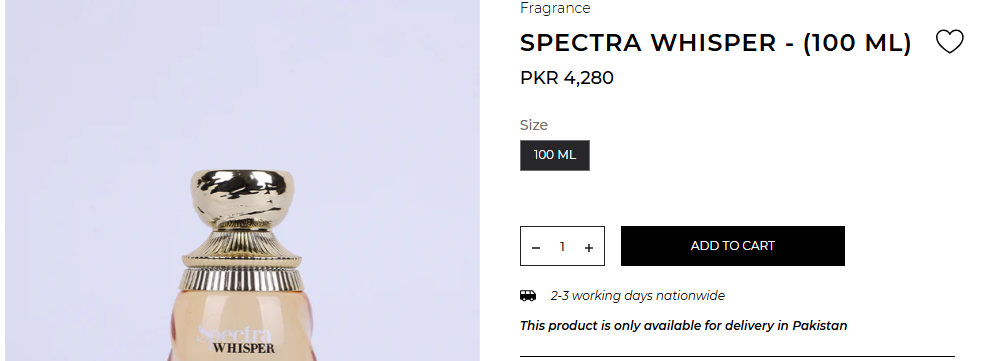 Fragrance
SPECTRA WHISPER - (100 ML)
PKR 4,280
Size
100 ML
- 1 +
ADD TO CART
2-3 working days nationwide
This product is only available for delivery in Pakistan
Spectra
WHISPER